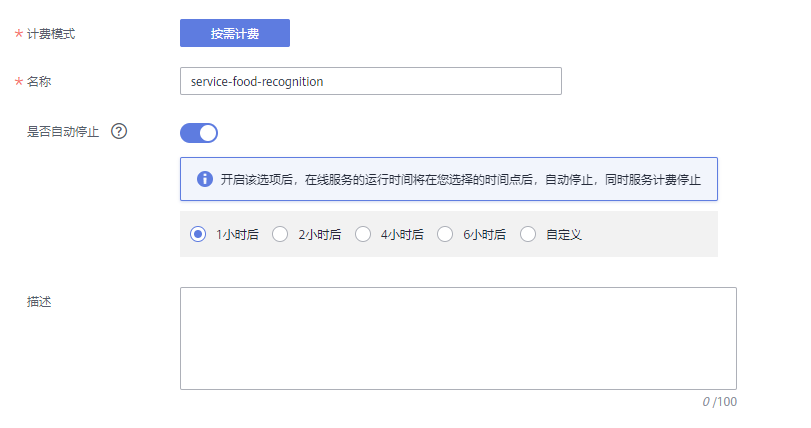 * 计费模式 按需计费
* 名称 service-food-recognition
是否自动停止 ?
开启该选项后，在线服务的运行时间将在您选择的时间点后，自动停止，同时服务计费停止
1小时后 2小时后 4小时后 6小时后 自定义
描述
0 /100